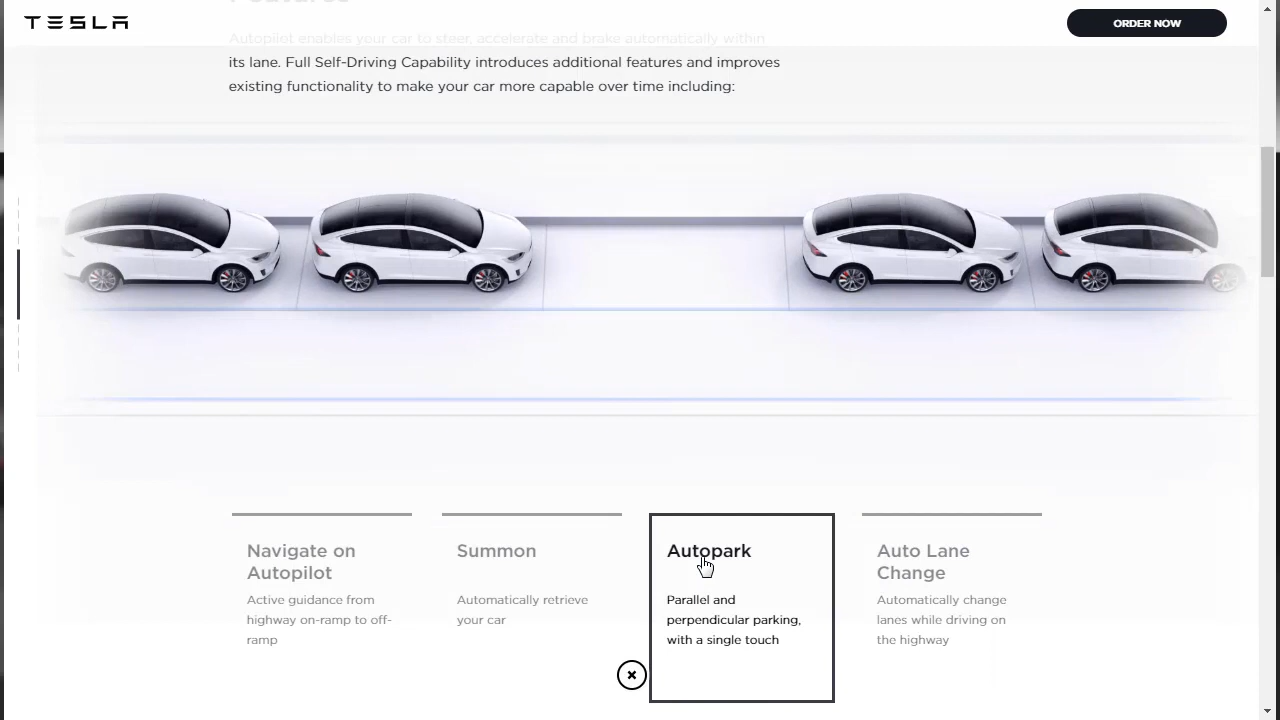 Features
TESLA
ORDER NOW
Autopilot enables your car to steer, accelerate and brake automatically within
its lane. Full Self-Driving Capability introduces additional features and improves
existing functionality to make your car more capable over time including:
Navigate on
Autopilot
Active guidance from
highway on-ramp to off-
ramp
Summon
Automatically retrieve
your car
Autopark
Parallel and
perpendicular parking,
with a single touch
Auto Lane
Change
Automatically change
lanes while driving on
the highway